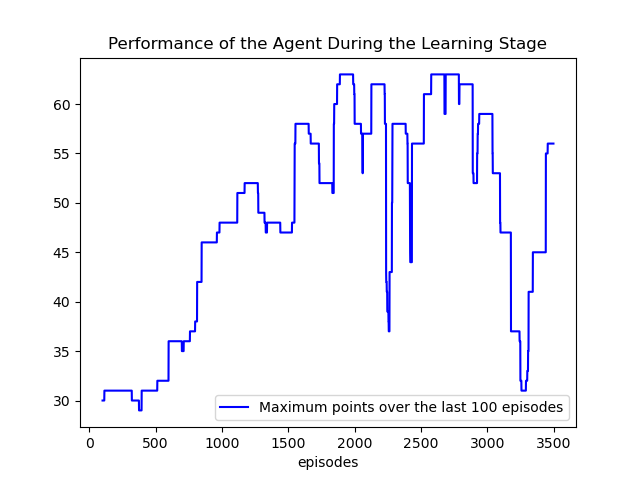 Performance of the Agent During the Learning Stage
60
55
50
45
40
35
30
Maximum points over the last 100 episodes
0 500 1000 1500 2000 2500 3000 3500
episodes